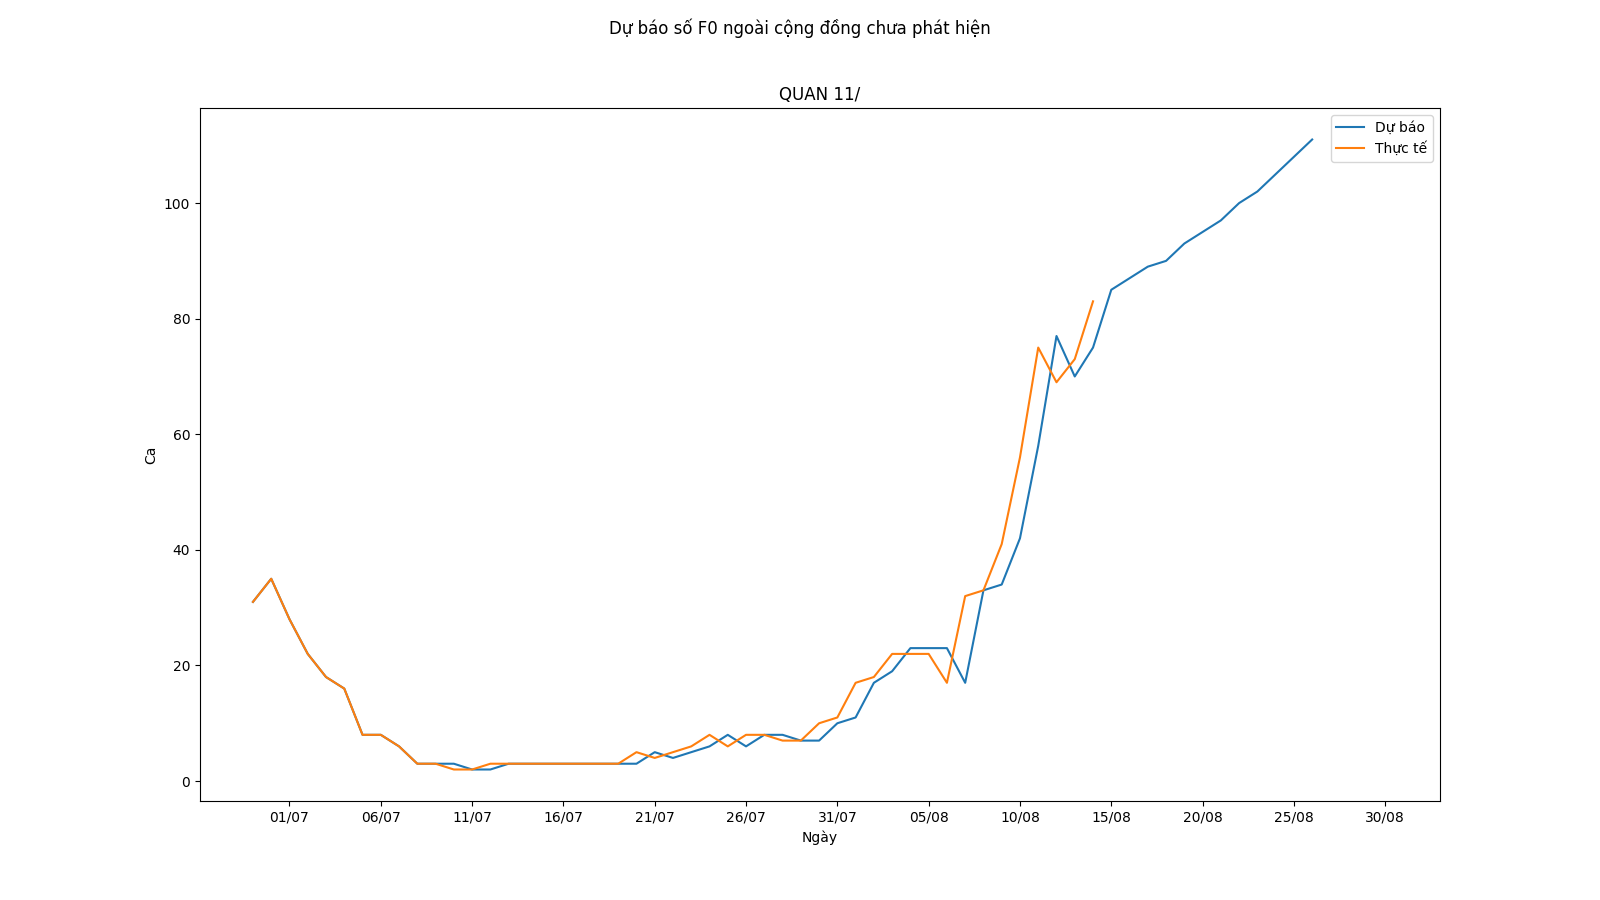 Dự báo số F0 ngoài cộng đồng chưa phát hiện
QUAN 11/
Dự báo
Thực tế
100
80
60
40
20
0
Ca
01/07 06/07 11/07 16/07 21/07 26/07 31/07 05/08 10/08 15/08 20/08 25/08 30/08
Ngày